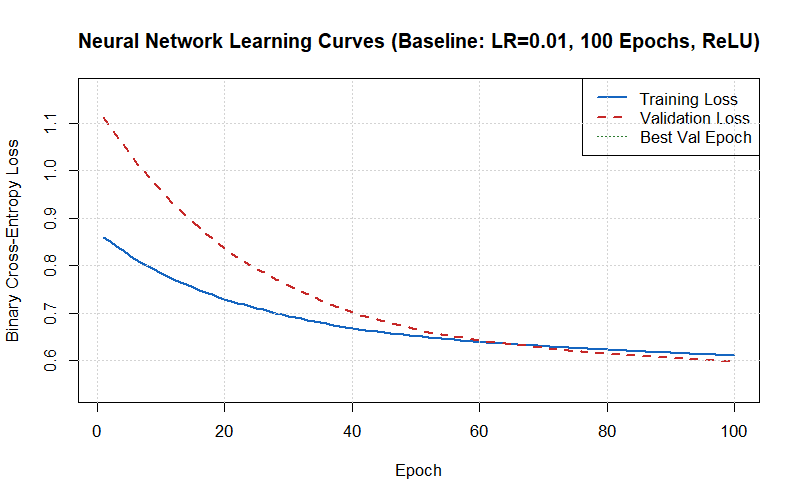 Neural Network Learning Curves (Baseline: LR=0.01, 100 Epochs, ReLU)
Training Loss
Validation Loss
Best Val Epoch
Binary Cross-Entropy Loss
1.1
1.0
0.9
0.8
0.7
0.6
0 20 40 60 80 100
Epoch